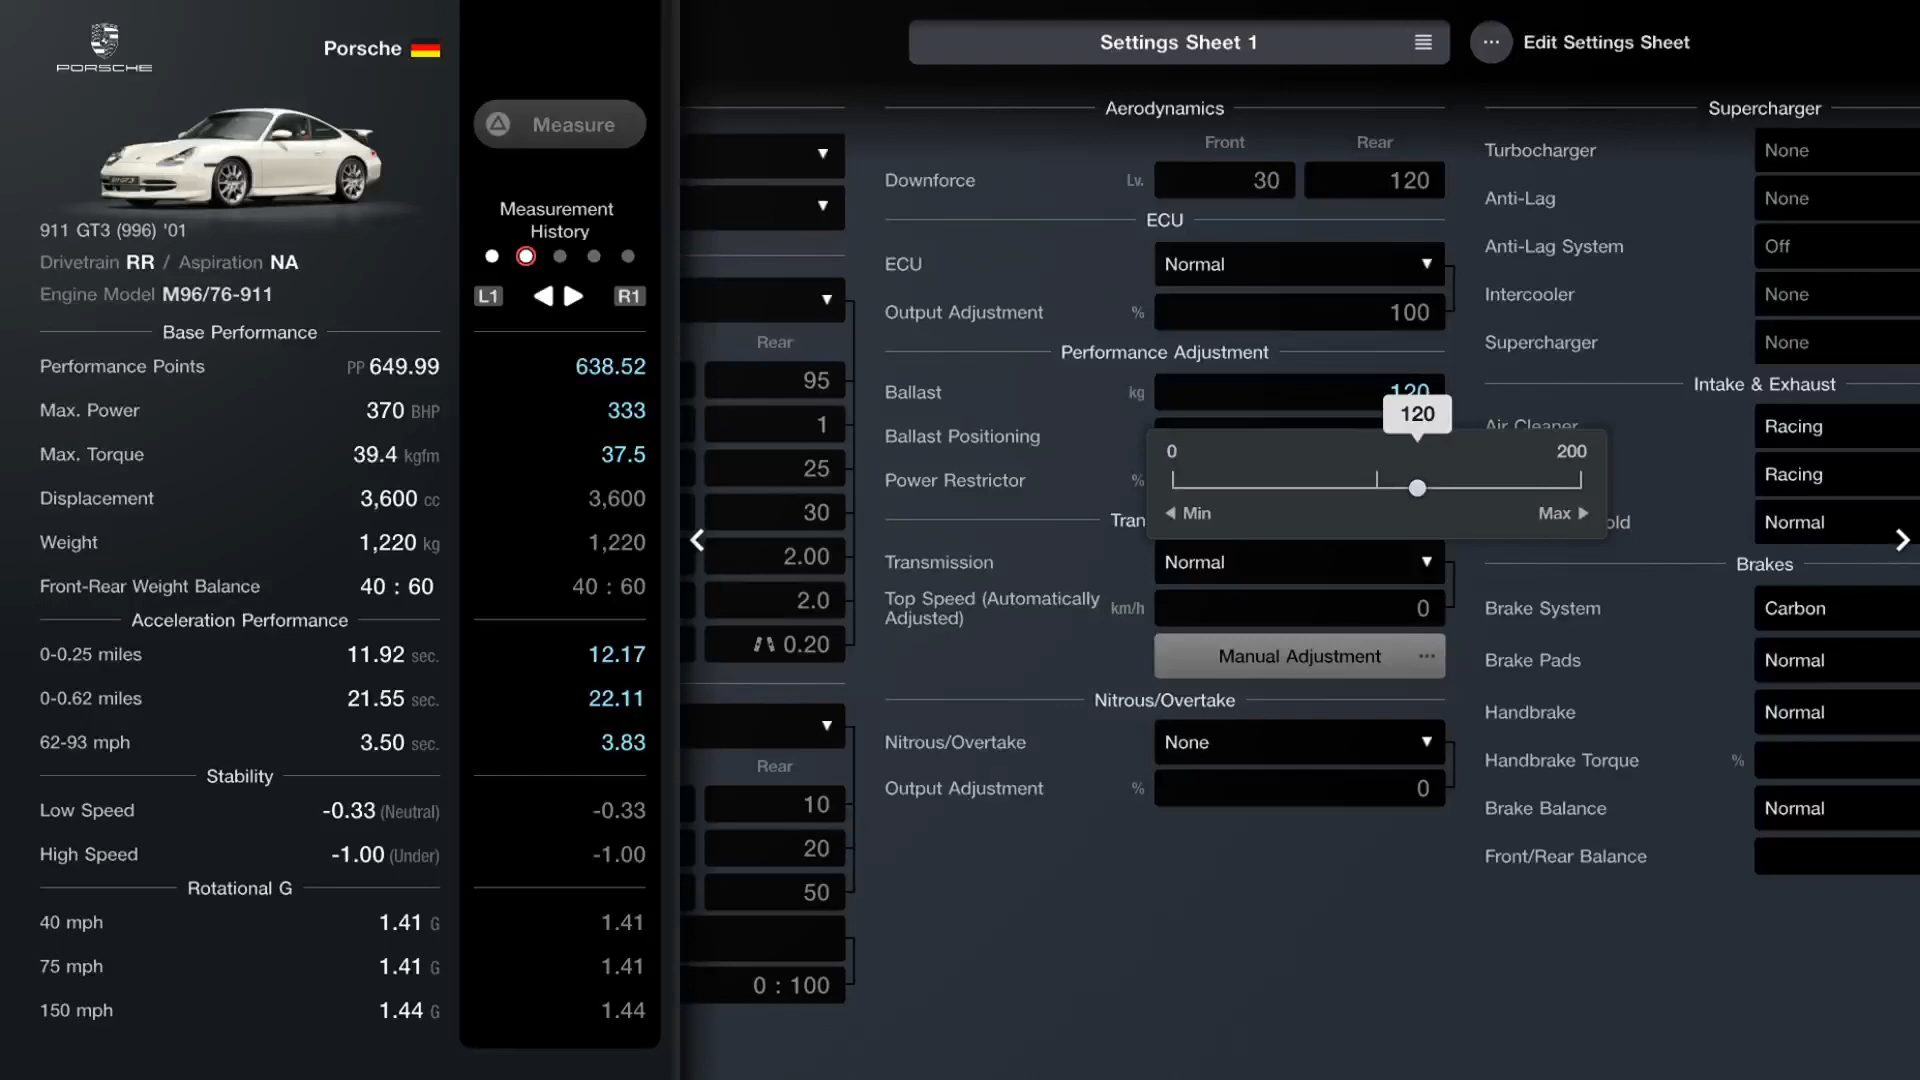 PORSCHE
Porsche
911 GT3 (996) '01
Drivetrain RR / Aspiration NA
Engine Model M96/76-911
Base Performance
Performance Points PP 649.99
Max. Power 370 BHP
Max. Torque 39.4 kgfm
Displacement 3,600 cc
Weight 1,220 kg
Front-Rear Weight Balance 40 : 60
Acceleration Performance
0-0.25 miles 11.92 sec.
0-0.62 miles 21.55 sec.
62-93 mph 3.50 sec.
Stability
Low Speed -0.33 (Neutral)
High Speed -1.00 (Under)
Rotational G
40 mph 1.41 G
75 mph 1.41 G
150 mph 1.44 G
Measure
Measurement
History
L1 R1
638.52
333
37.5
3,600
1,220
40 : 60
12.17
22.11
3.83
-0.33
-1.00
1.41
1.41
1.44
Rear
95
1
25
30
2.00
2.0
0.20
Rear
10
20
50
0 : 100
Settings Sheet 1
Edit Settings Sheet
Aerodynamics
Front Rear
Downforce Lv. 30 120
ECU
ECU Normal
Output Adjustment % 100
Performance Adjustment
Ballast kg 120
120
Ballast Positioning
0 200
Power Restrictor %
Min Max
Tran
Transmission Normal
Top Speed (Automatically
Adjusted) km/h 0
Manual Adjustment
Nitrous/Overtake
Nitrous/Overtake None
Output Adjustment % 0
Supercharger
Turbocharger None
Anti-Lag None
Anti-Lag System Off
Intercooler None
Supercharger None
Intake & Exhaust
Air Cleaner Racing
Racing
old Normal
Brakes
Brake System Carbon
Brake Pads Normal
Handbrake Normal
Handbrake Torque %
Brake Balance Normal
Front/Rear Balance